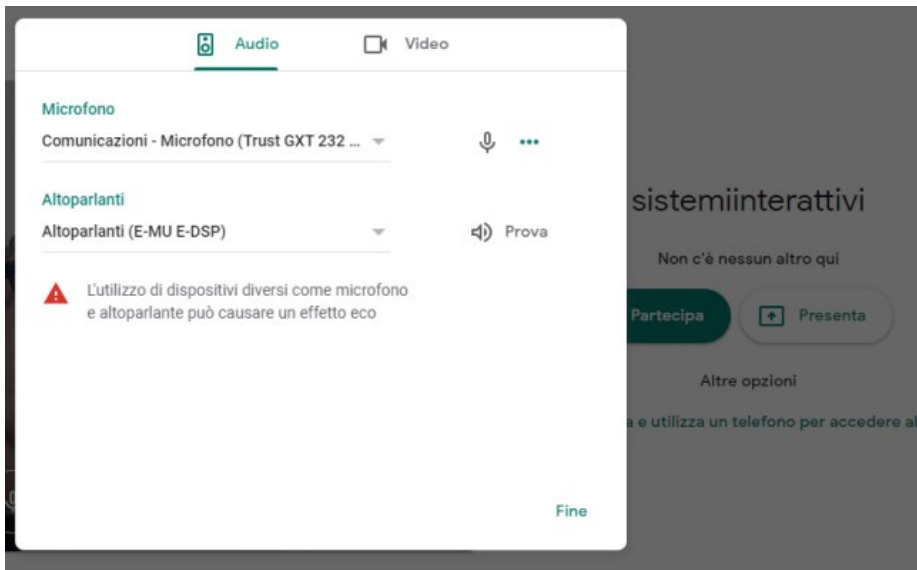 Audio
Video
Microfono
Comunicazioni - Microfono (Trust GXT 232 ...
Altoparlanti
Altoparlanti (E-MU E-DSP)
Prova
L'utilizzo di dispositivi diversi come microfono
e altoparlante può causare un effetto eco
Fine
sistemiinterattivi
Non c'è nessun altro qui
Partecipa
Presenta
Altre opzioni
e utilizza un telefono per accedere